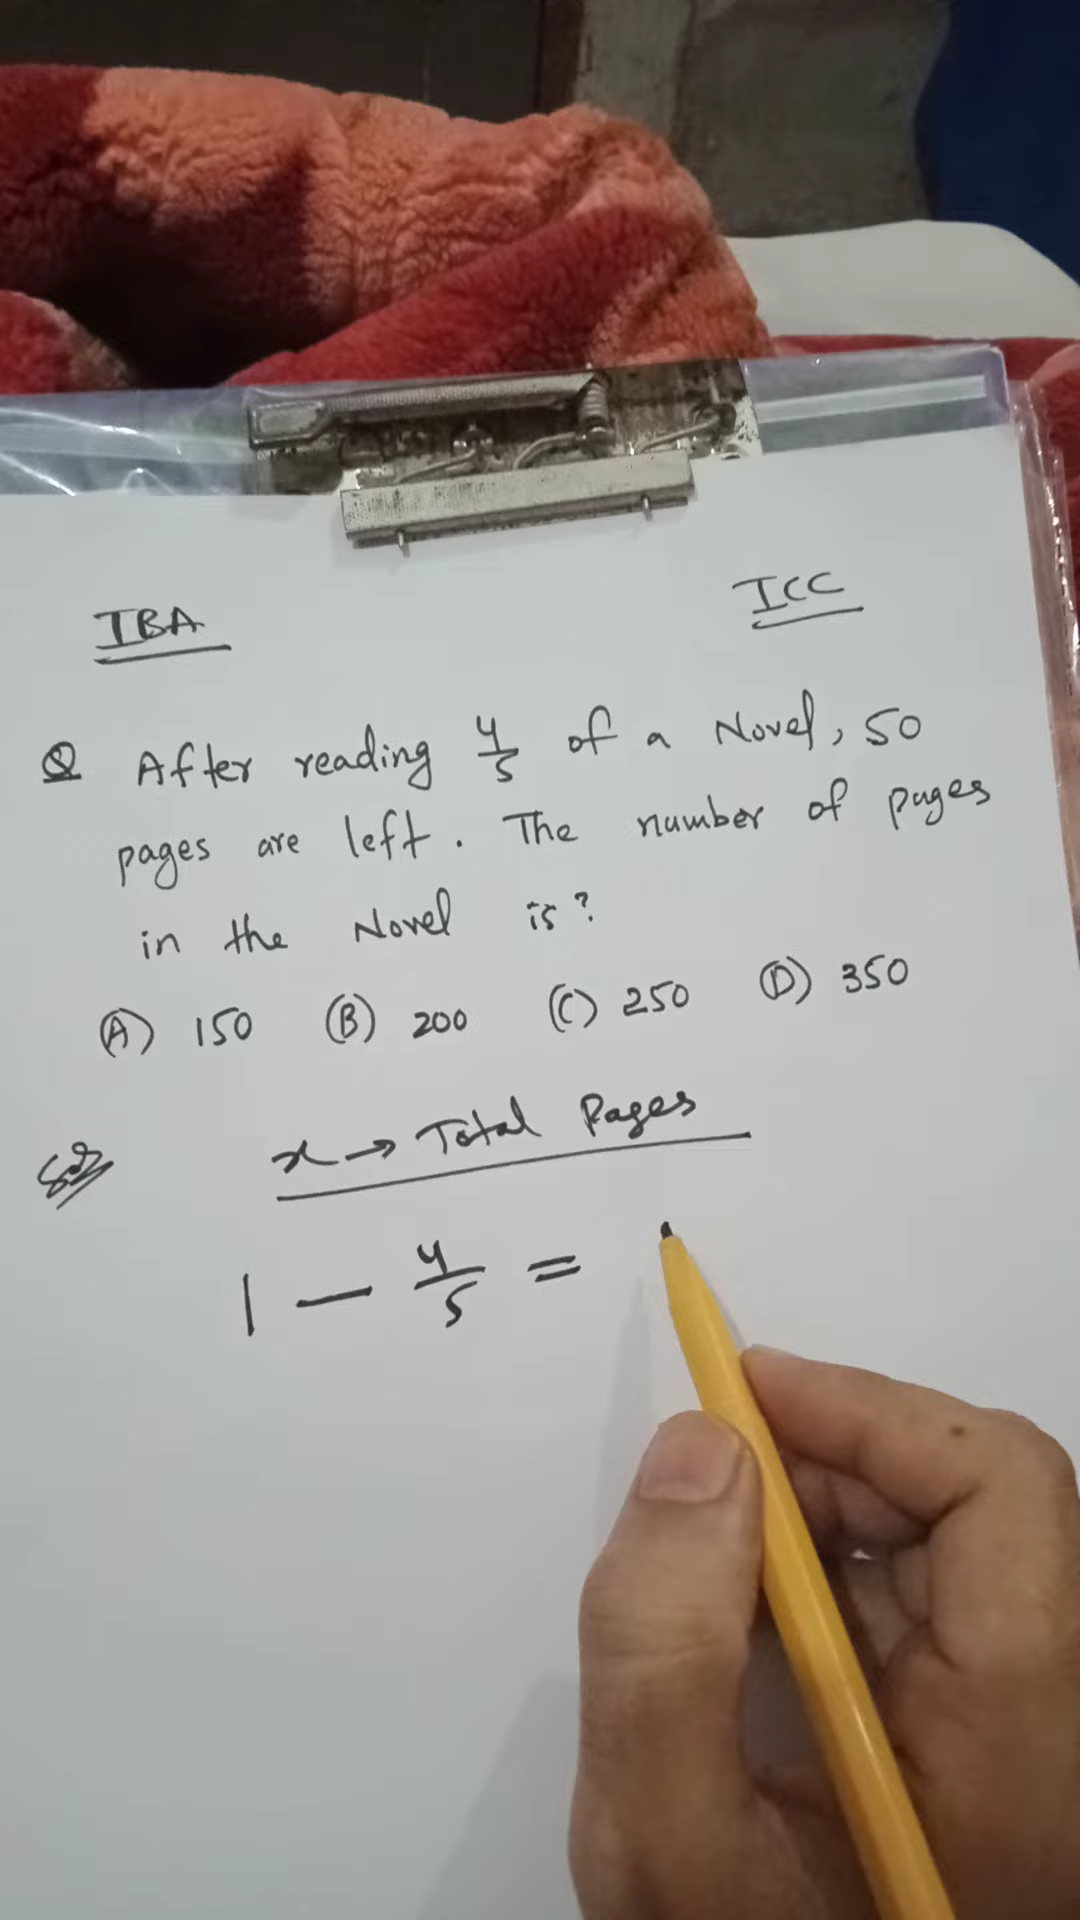 IBA ICC
Q After reading 4/5 of a Novel, 50
pages are left. The number of pages
in the Novel is?
(A) 150 (B) 200 (C) 250 (D) 350
Sol x → Total Pages
1 - 4/5 =